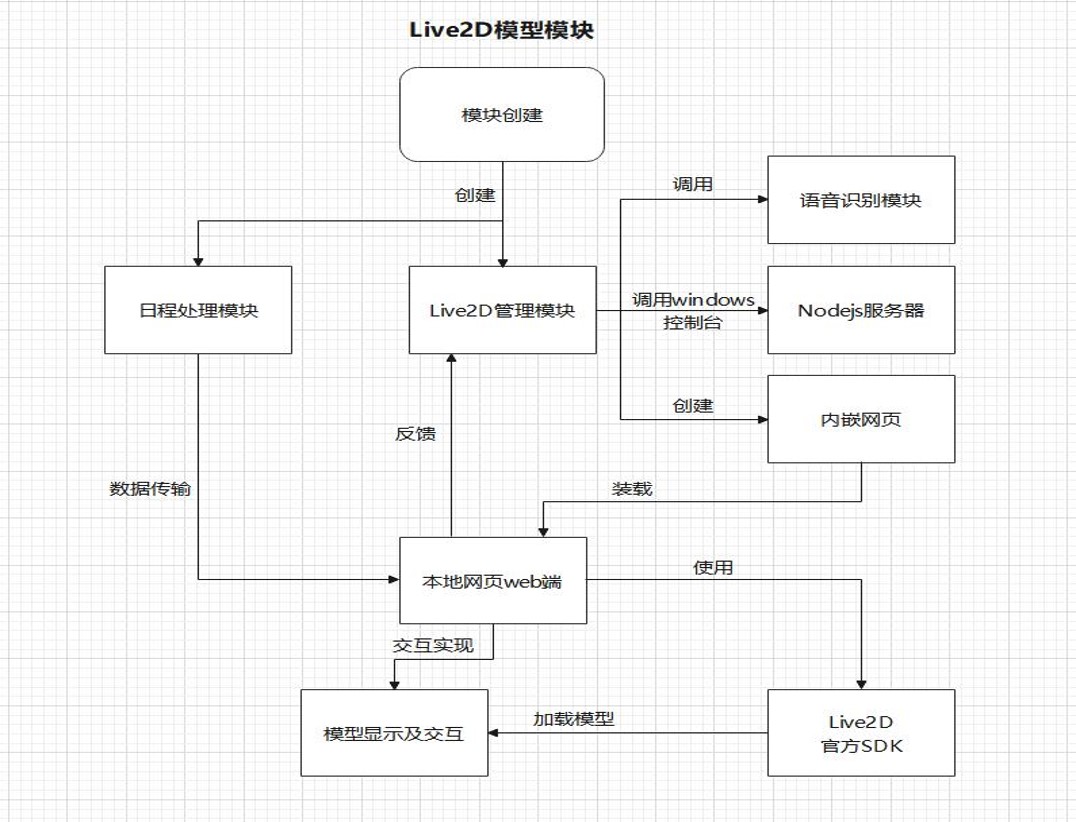 Live2D模型模块
模块创建
创建
调用
语音识别模块
日程处理模块
Live2D管理模块
调用windows
控制台
Nodejs服务器
创建
内嵌网页
反馈
数据传输
装载
本地网页web端
使用
交互实现
模型显示及交互
加载模型
Live2D
官方SDK